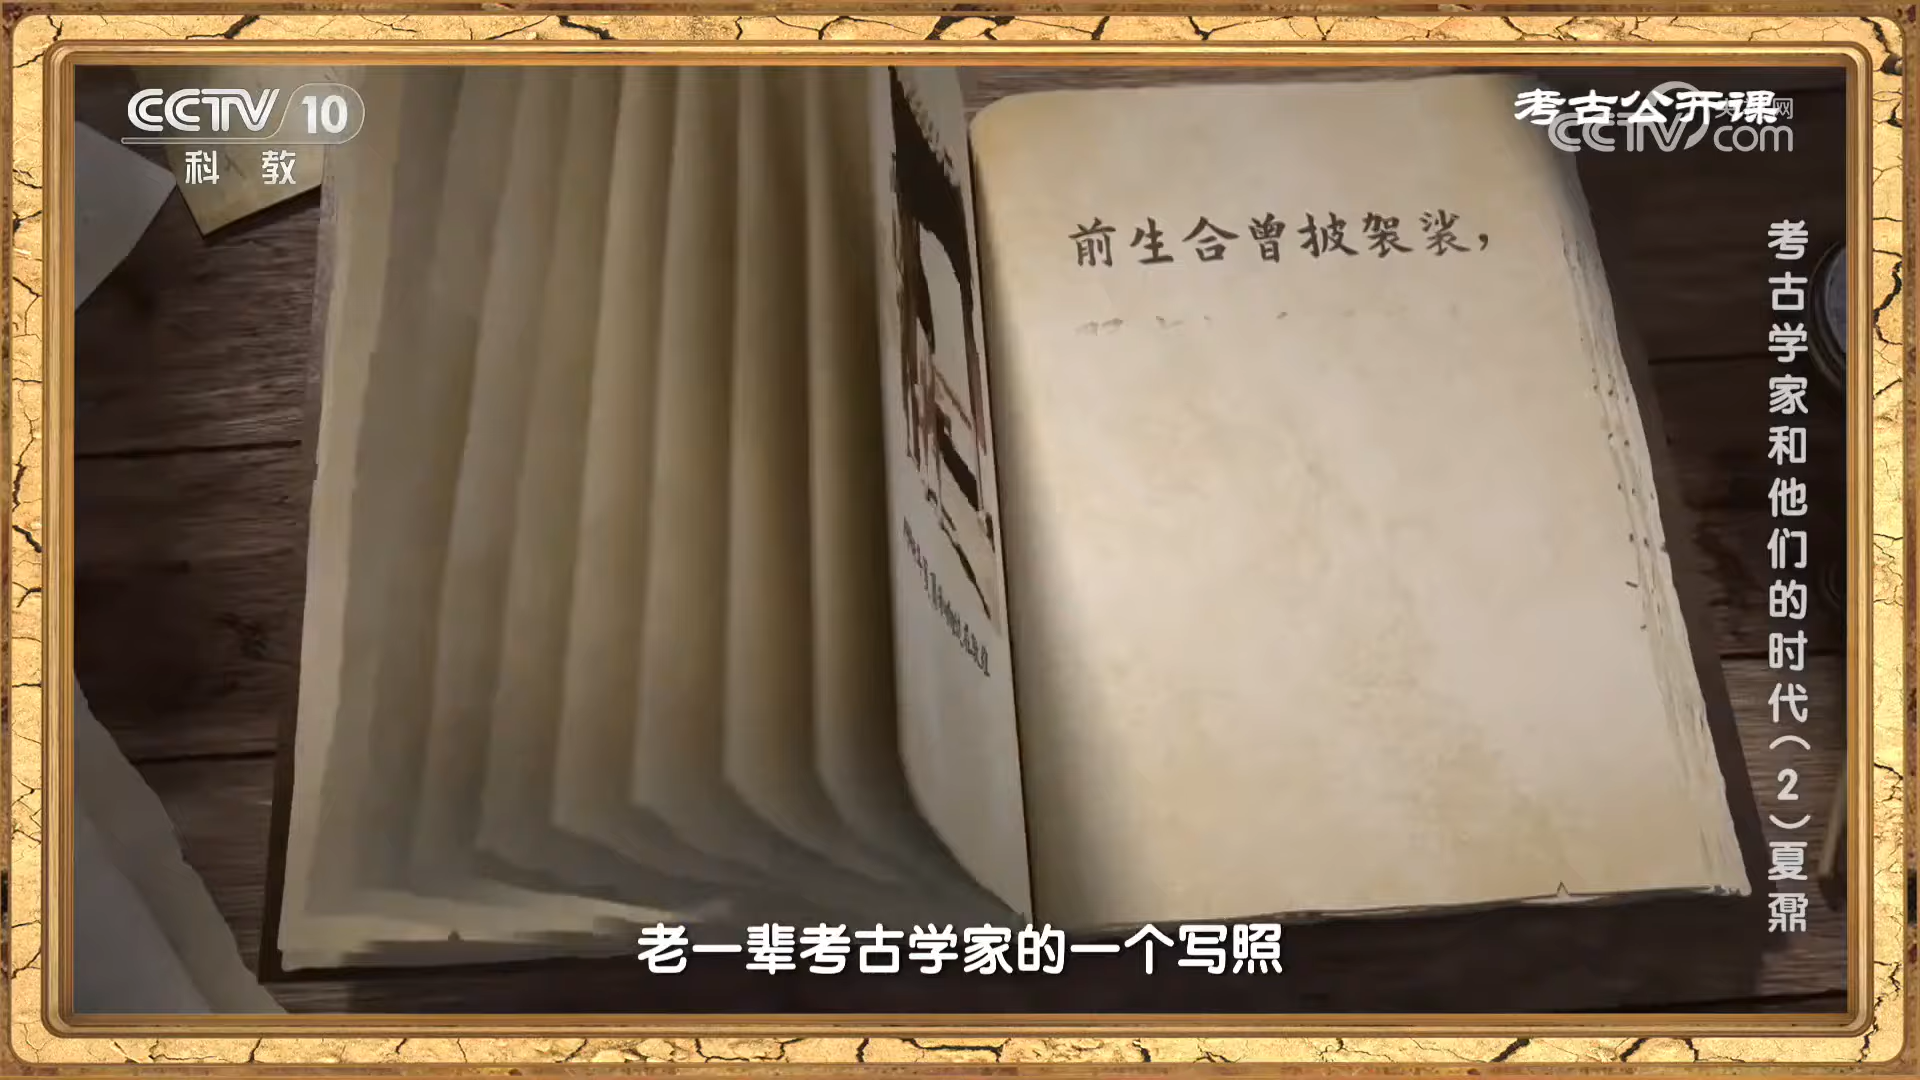 CCTV 10
科 教
考古公开课
CCTV com
前生合曾披袈裟，
考古学家和他们的时代（2）夏鼐
老一辈考古学家的一个写照